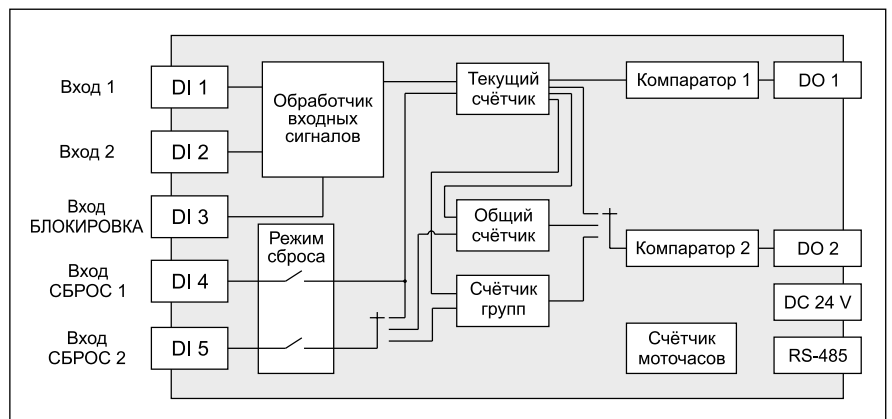 Вход 1
DI 1
Обработчик
входных
сигналов
Текущий
счётчик
Компаратор 1
DO 1
Вход 2
DI 2
Вход
БЛОКИРОВКА
DI 3
Режим
сброса
Общий
счётчик
Компаратор 2
DO 2
Вход
СБРОС 1
DI 4
Счётчик
групп
DC 24 V
Вход
СБРОС 2
DI 5
Счётчик
моточасов
RS-485